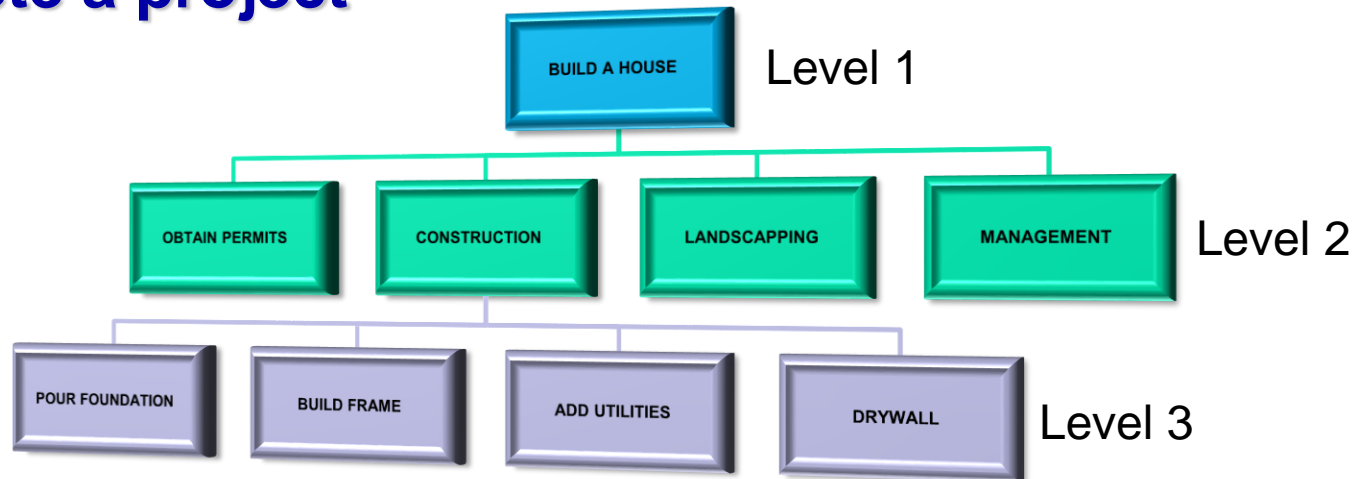 a project
BUILD A HOUSE
Level 1
OBTAIN PERMITS
CONSTRUCTION
LANDSCAPPING
MANAGEMENT
Level 2
POUR FOUNDATION
BUILD FRAME
ADD UTILITIES
DRYWALL
Level 3